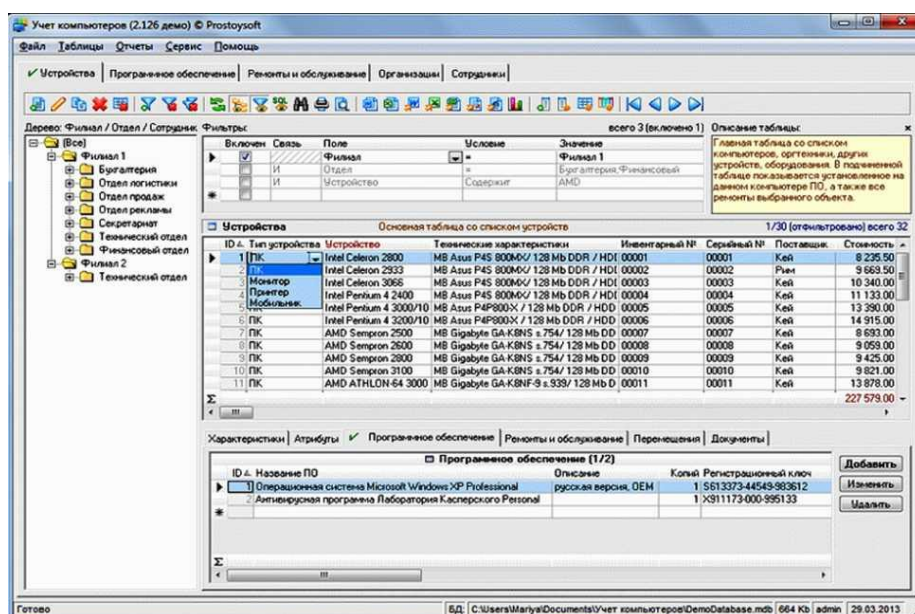 Учет компьютеров (2.126 демо) © Prostoysoft
Файл Таблицы Отчеты Сервис Помощь
Устройства Программное обеспечение Ремонты и обслуживание Организации Сотрудники
Дерево: Филиал / Отдел / Сотрудник Фильтры: всего 3 (включено 1) Описание таблицы:
[Все]
Филиал 1
Бухгалтерия
Отдел логистики
Отдел продаж
Отдел рекламы
Секретариат
Технический отдел
Финансовый отдел
Филиал 2
Технический отдел
Включен Связь Поле Условие Значение
Филиал = Филиал 1
И Отдел = Бухгалтерия;Финансовый
И Устройство Содержит AMD
Главная таблица со списком
компьютеров, оргтехники, других
устройств, оборудования. В подчиненной
таблице показывается установленное на
данном компьютере ПО, а также все
ремонты выбранного объекта.
Устройства Основная таблица со списком устройств 1/30 (отфильтровано) всего 32
ID Тип устройства Устройство Технические характеристики Инвентарный № Серийный № Поставщик Стоимость
1 ПК Intel Celeron 2800 MB Asus P4S 800MX/ 128 Mb DDR / HDI 00001 00001 Кей 8 235.50
2 ПК Intel Celeron 2933 MB Asus P4S 800MX/ 128 Mb DDR / HDI 00002 00002 Рим 9 669.50
3 Монитор Intel Celeron 3066 MB Asus P4S 800MX/ 128 Mb DDR / HDI 00003 00003 Кей 10 340.00
4 Принтер Intel Pentium 4 2400 MB Asus P4S 800MX/ 128 Mb DDR / HDI 00004 00004 Кей 11 133.00
Мобильник
5 ПК Intel Pentium 4 3000/10 MB Asus P4P800-X / 128 Mb DDR / HDD 00005 00005 Кей 13 390.00
6 ПК Intel Pentium 4 3200/10 MB Asus P4P800-X / 128 Mb DDR / HDD 00006 00006 Кей 14 915.00
7 ПК AMD Sempron 2500 MB Gigabyte GA-K8NS s.754/ 128 Mb DD 00007 00007 Кей 8 693.00
8 ПК AMD Sempron 2600 MB Gigabyte GA-K8NS s.754/ 128 Mb DD 00008 00008 Кей 9 059.00
9 ПК AMD Sempron 2800 MB Gigabyte GA-K8NS s.754/ 128 Mb DD 00009 00009 Кей 9 425.00
10 ПК AMD Sempron 3100 MB Gigabyte GA-K8NS s.754/ 128 Mb DD 00010 00010 Кей 9 821.00
11 ПК AMD ATHLON-64 3000 MB Gigabyte GA-K8NF-9 s.939/ 128 Mb D 00011 00011 Кей 13 878.00
Σ 227 579.00
Характеристики Атрибуты Программное обеспечение Ремонты и обслуживание Перемещения Документы
Программное обеспечение (1/2)
ID Название ПО Описание Копий Регистрационный ключ
1 Операционная система Microsoft Windows XP Professional русская версия, OEM 1 S613373-44549-983612
2 Антивирусная программа Лаборатория Касперского Personal 1 X911173-000-995133
Σ
Добавить
Изменить
Удалить
Готово БД: C:\Users\Mariya\Documents\Учет компьютеров\DemoDatabase.mdb 664 Kb admin 29.03.2013